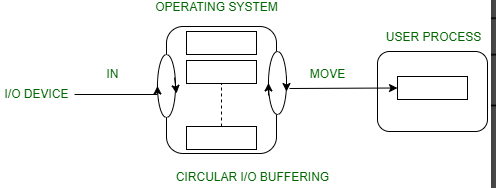 OPERATING SYSTEM
USER PROCESS
IN
MOVE
I/O DEVICE
CIRCULAR I/O BUFFERING